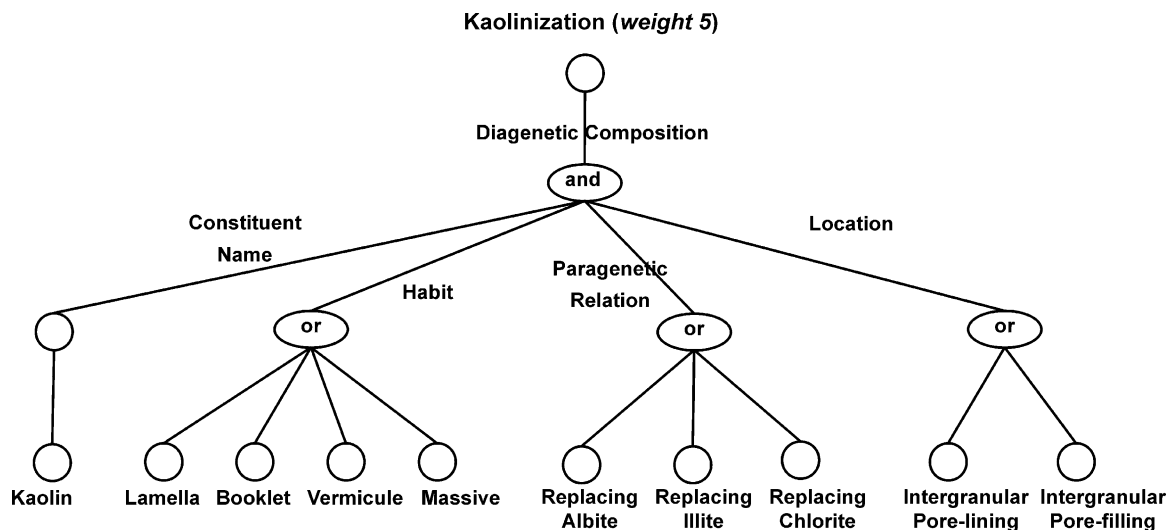 Kaolinization (weight 5)
Diagenetic Composition
and
Constituent
Name
Habit
Paragenetic
Relation
Location
or
or
or
Kaolin
Lamella
Booklet
Vermicule
Massive
Replacing
Albite
Replacing
Illite
Replacing
Chlorite
Intergranular
Pore-lining
Intergranular
Pore-filling